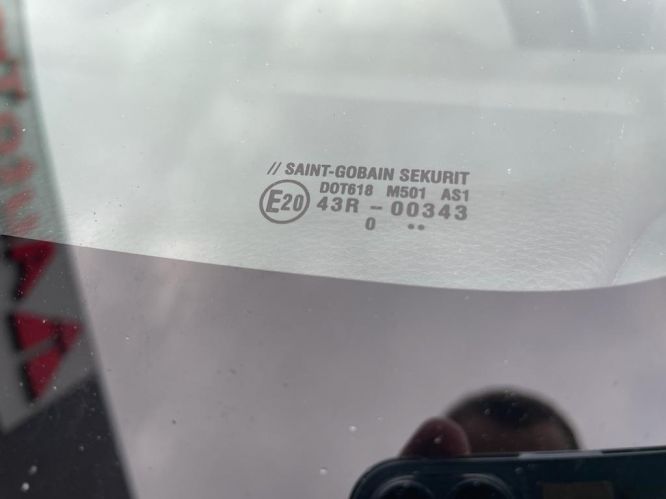 // SAINT-GOBAIN SEKURIT
DOT618 M501 AS1
E20 43R - 00343
0 ••